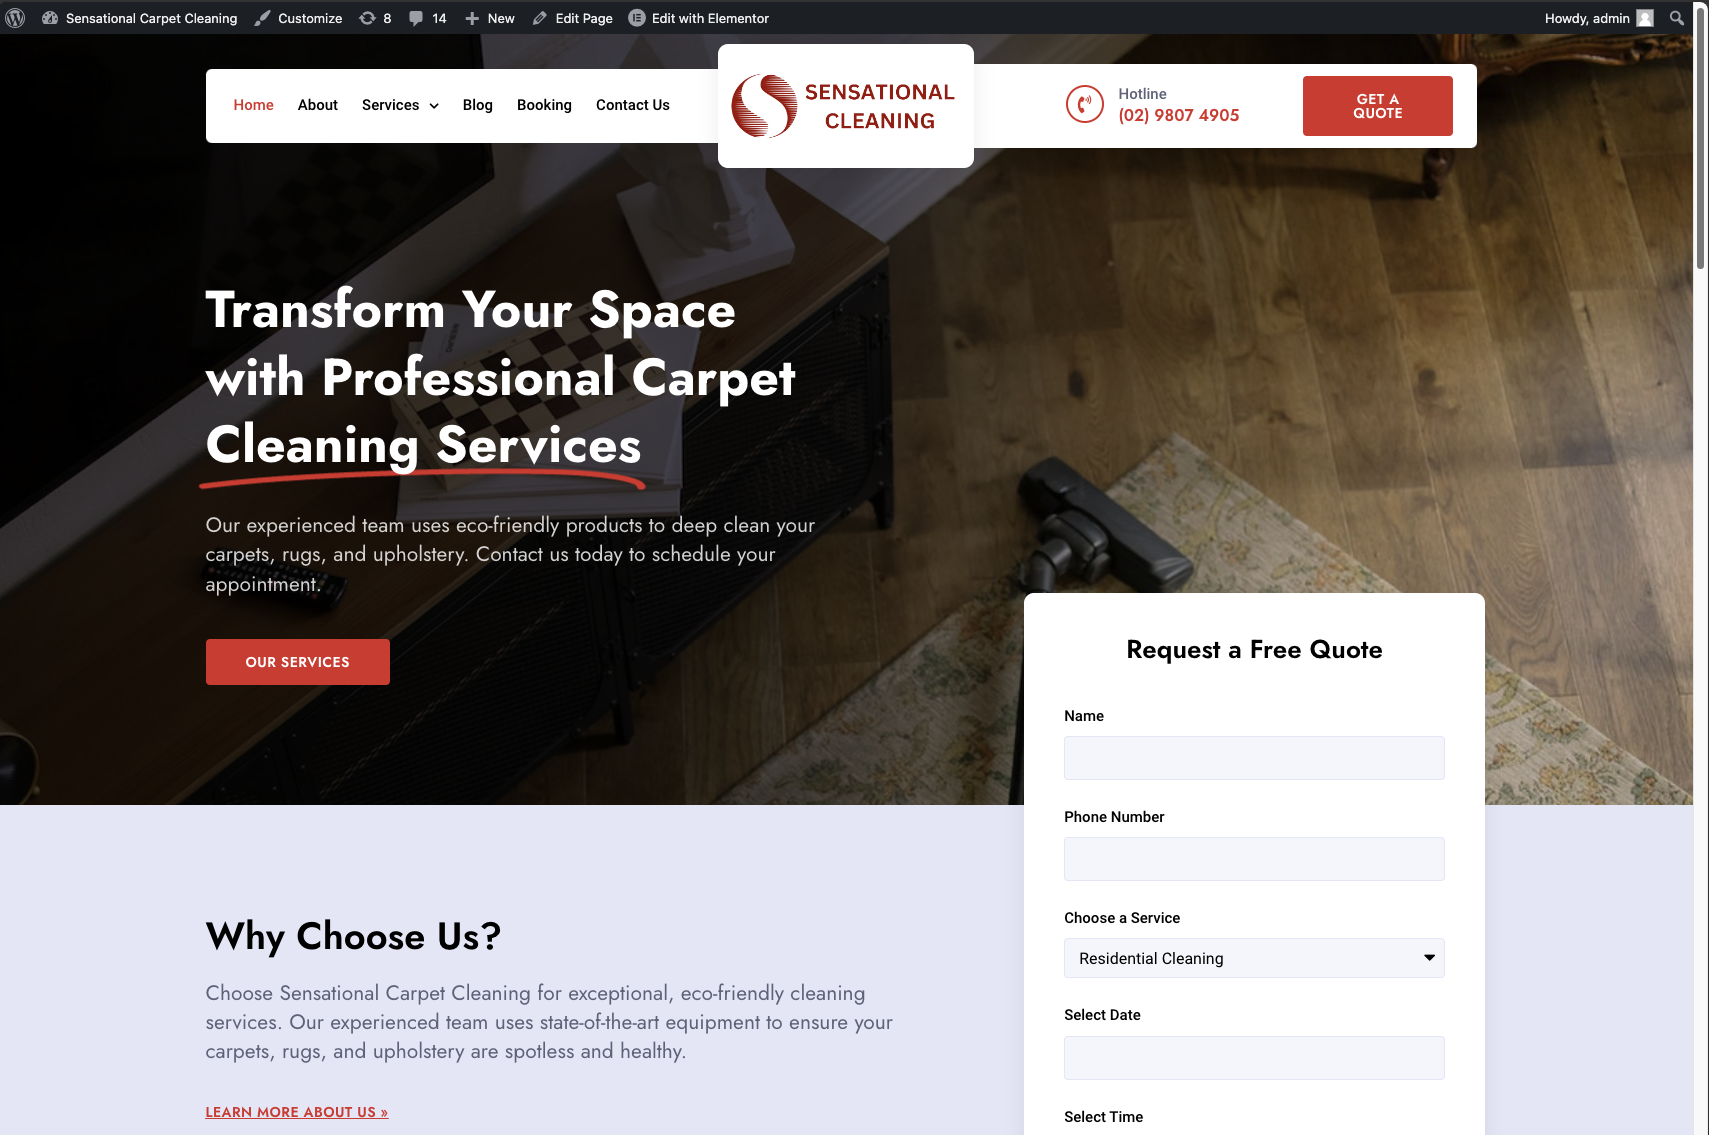 Sensational Carpet Cleaning Customize 8 14 New Edit Page Edit with Elementor Howdy, admin
Home About Services Blog Booking Contact Us
SENSATIONAL
CLEANING
Hotline
(02) 9807 4905
GET A
QUOTE
Transform Your Space
with Professional Carpet
Cleaning Services
Our experienced team uses eco-friendly products to deep clean your
carpets, rugs, and upholstery. Contact us today to schedule your
appointment.
OUR SERVICES
Request a Free Quote
Name
Phone Number
Choose a Service
Residential Cleaning
Select Date
Select Time
Why Choose Us?
Choose Sensational Carpet Cleaning for exceptional, eco-friendly cleaning
services. Our experienced team uses state-of-the-art equipment to ensure your
carpets, rugs, and upholstery are spotless and healthy.
LEARN MORE ABOUT US »